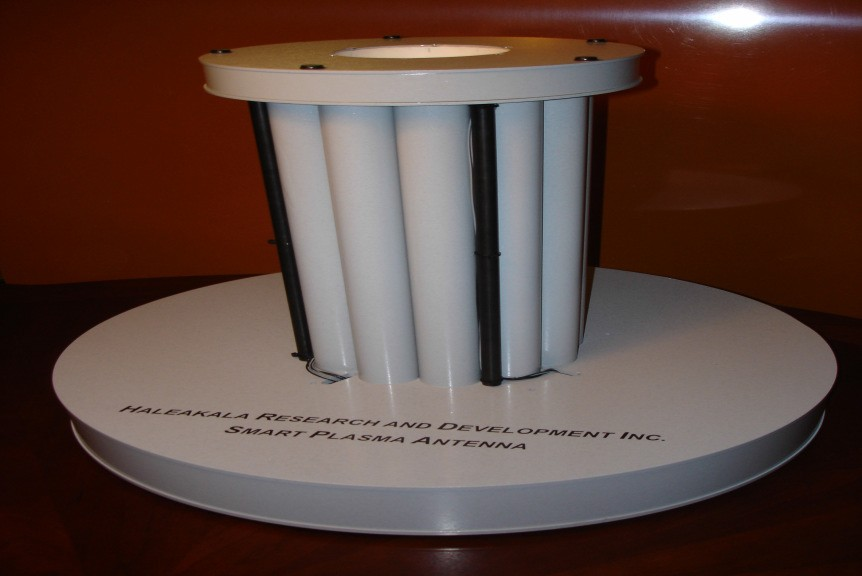 HALEAKALA RESEARCH AND DEVELOPMENT INC.
SMART PLASMA ANTENNA